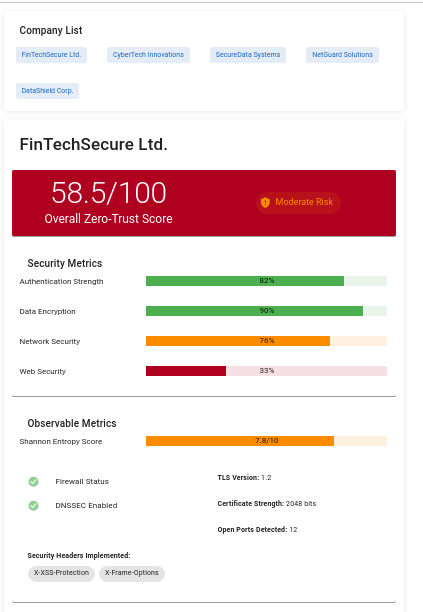 Company List
FinTechSecure Ltd.
CyberTech Innovations
SecureData Systems
NetGuard Solutions
DataShield Corp.
FinTechSecure Ltd.
58.5/100
Overall Zero-Trust Score
Moderate Risk
Security Metrics
Authentication Strength 82%
Data Encryption 90%
Network Security 76%
Web Security 33%
Observable Metrics
Shannon Entropy Score 7.8/10
Firewall Status
DNSSEC Enabled
TLS Version: 1.2
Certificate Strength: 2048 bits
Open Ports Detected: 12
Security Headers Implemented:
X-XSS-Protection
X-Frame-Options